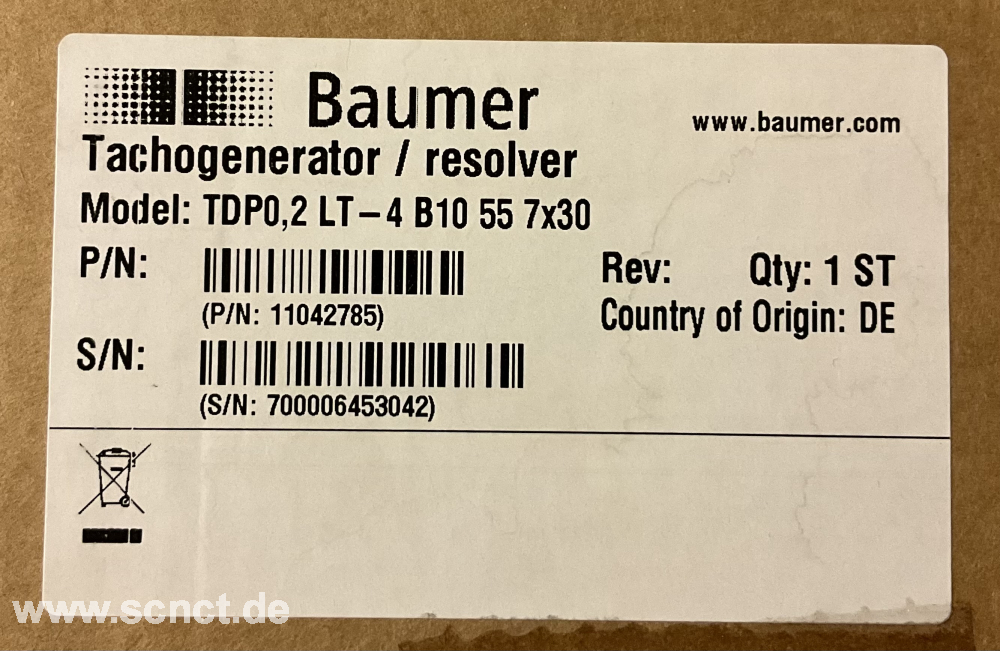 Baumer
www.baumer.com
Tachogenerator / resolver
Model: TDP0,2 LT-4 B10 55 7x30
P/N:
(P/N: 11042785)
Rev: Qty: 1 ST
Country of Origin: DE
S/N:
(S/N: 700006453042)
www.scnct.de